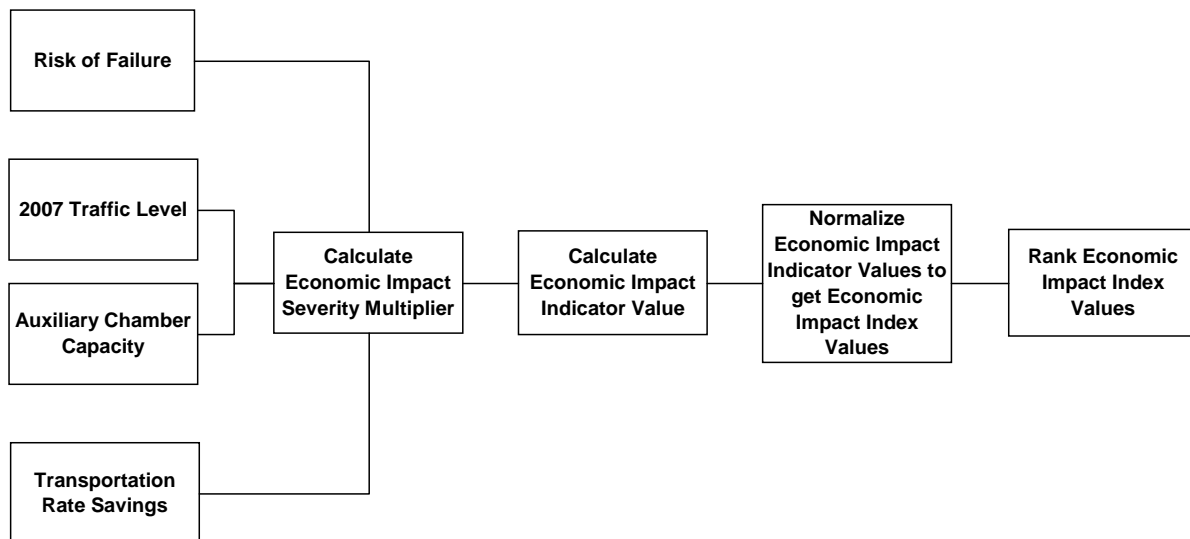 Risk of Failure
2007 Traffic Level
Auxiliary Chamber
Capacity
Transportation
Rate Savings
Calculate
Economic Impact
Severity Multiplier
Calculate
Economic Impact
Indicator Value
Normalize
Economic Impact
Indicator Values to
get Economic
Impact Index
Values
Rank Economic
Impact Index
Values